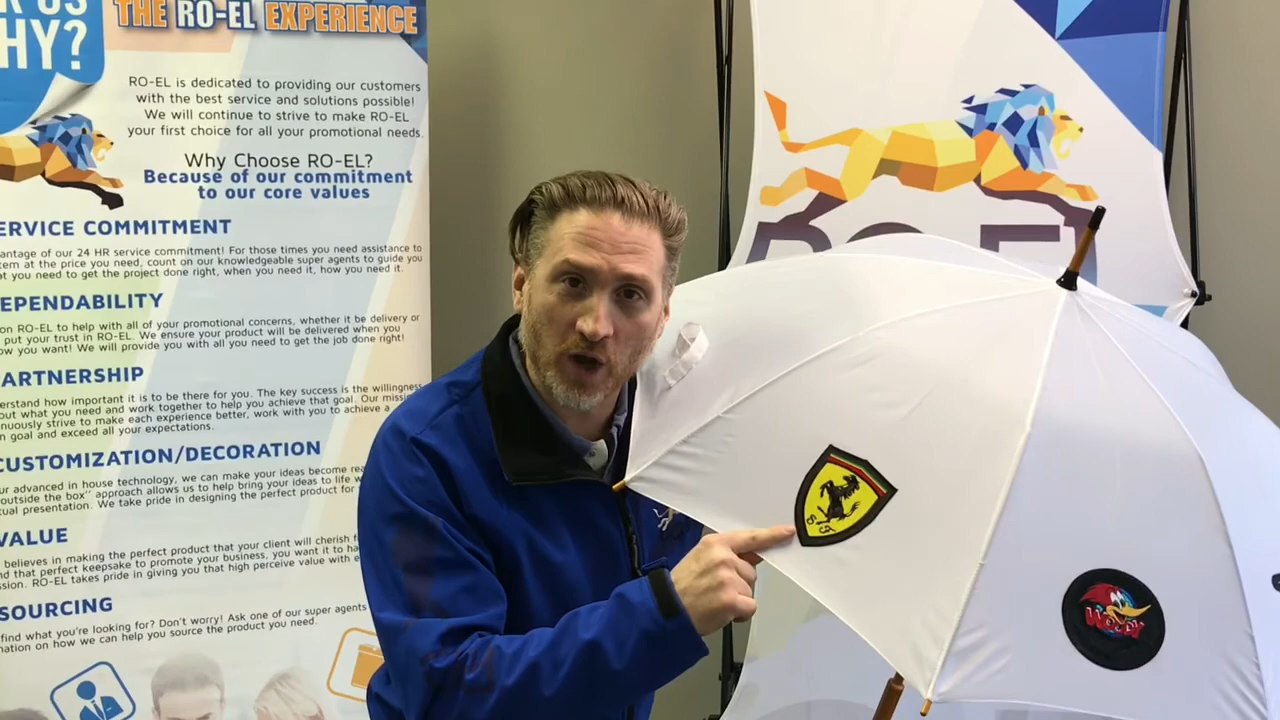 R US
HY?
THE RO-EL EXPERIENCE
RO-EL is dedicated to providing our customers
with the best service and solutions possible!
We will continue to strive to make RO-EL
your first choice for all your promotional needs.
Why Choose RO-EL?
Because of our commitment
to our core values
ERVICE COMMITMENT
antage of our 24 HR service commitment! For those times you need assistance to
tem at the price you need, count on our knowledgeable super agents to guide you
at you need to get the project done right, when you need it, how you need it.
EPENDABILITY
on RO-EL to help with all of your promotional concerns, whether it be delivery or
put your trust in RO-EL. We ensure your product will be delivered when you
ow you want! We will provide you with all you need to get the job done right!
ARTNERSHIP
erstand how important it is to be there for you. The key success is the willingness
out what you need and work together to help you achieve that goal. Our missi
nuously strive to make each experience better, work with you to achieve a
n goal and exceed all your expectations.
CUSTOMIZATION/DECORATION
ur advanced in house technology, we can make your ideas become rea
outside the box" approach allows us to help bring your ideas to life w
tual presentation. We take pride in designing the perfect product for
VALUE
believes in making the perfect product that your client will cherish f
nd that perfect keepsake to promote your business, you want it to ha
ssion. RO-EL takes pride in giving you that high perceive value with e
SOURCING
find what you're looking for? Don't worry! Ask one of our super agents
mation on how we can help you source the product you need.
RO-EL
S F
Woody